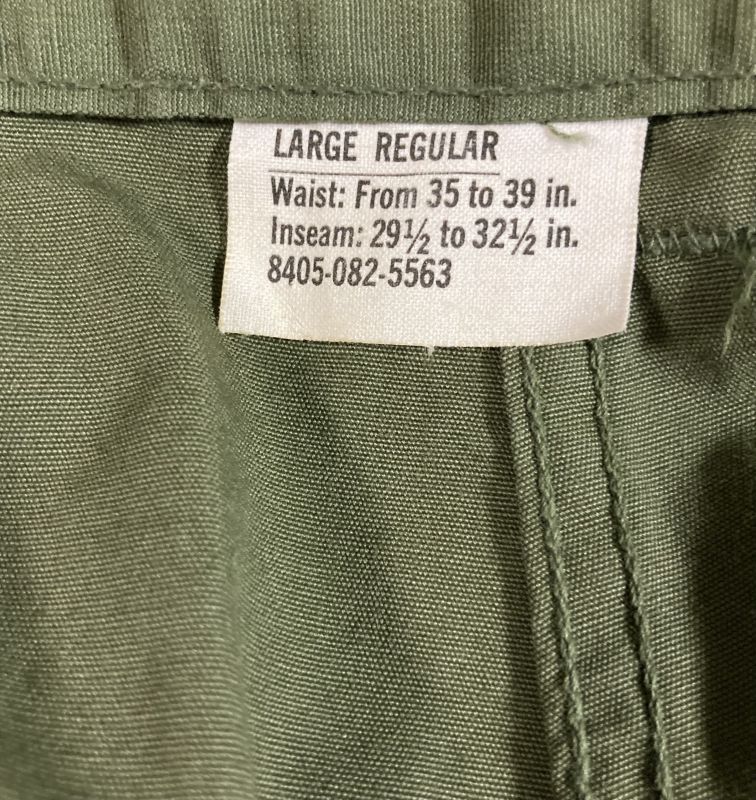 LARGE REGULAR
Waist: From 35 to 39 in.
Inseam: 29½ to 32½ in.
8405-082-5563